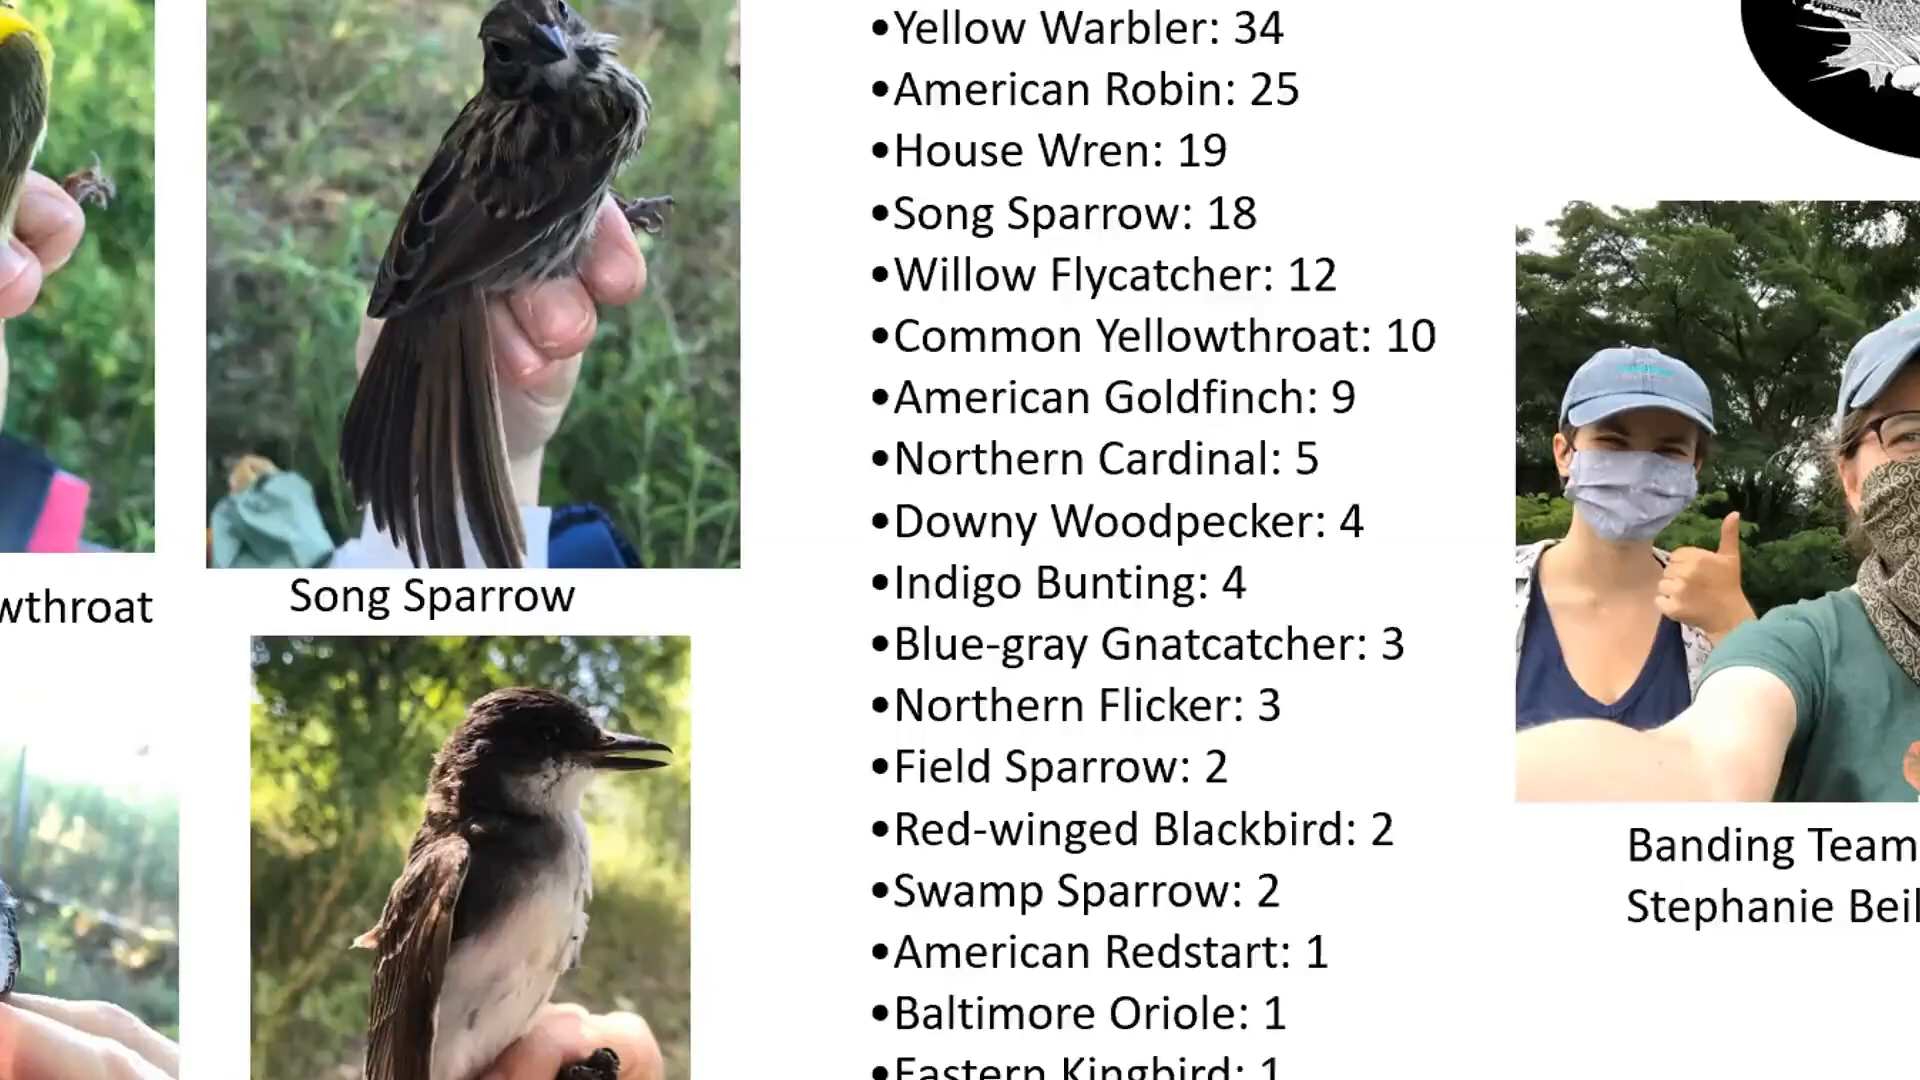 •Yellow Warbler: 34
•American Robin: 25
•House Wren: 19
•Song Sparrow: 18
•Willow Flycatcher: 12
•Common Yellowthroat: 10
•American Goldfinch: 9
•Northern Cardinal: 5
•Downy Woodpecker: 4
•Indigo Bunting: 4
•Blue-gray Gnatcatcher: 3
•Northern Flicker: 3
•Field Sparrow: 2
•Red-winged Blackbird: 2
•Swamp Sparrow: 2
•American Redstart: 1
•Baltimore Oriole: 1
•Eastern Kingbird: 1
wthroat
Song Sparrow
Banding Team
Stephanie Beil